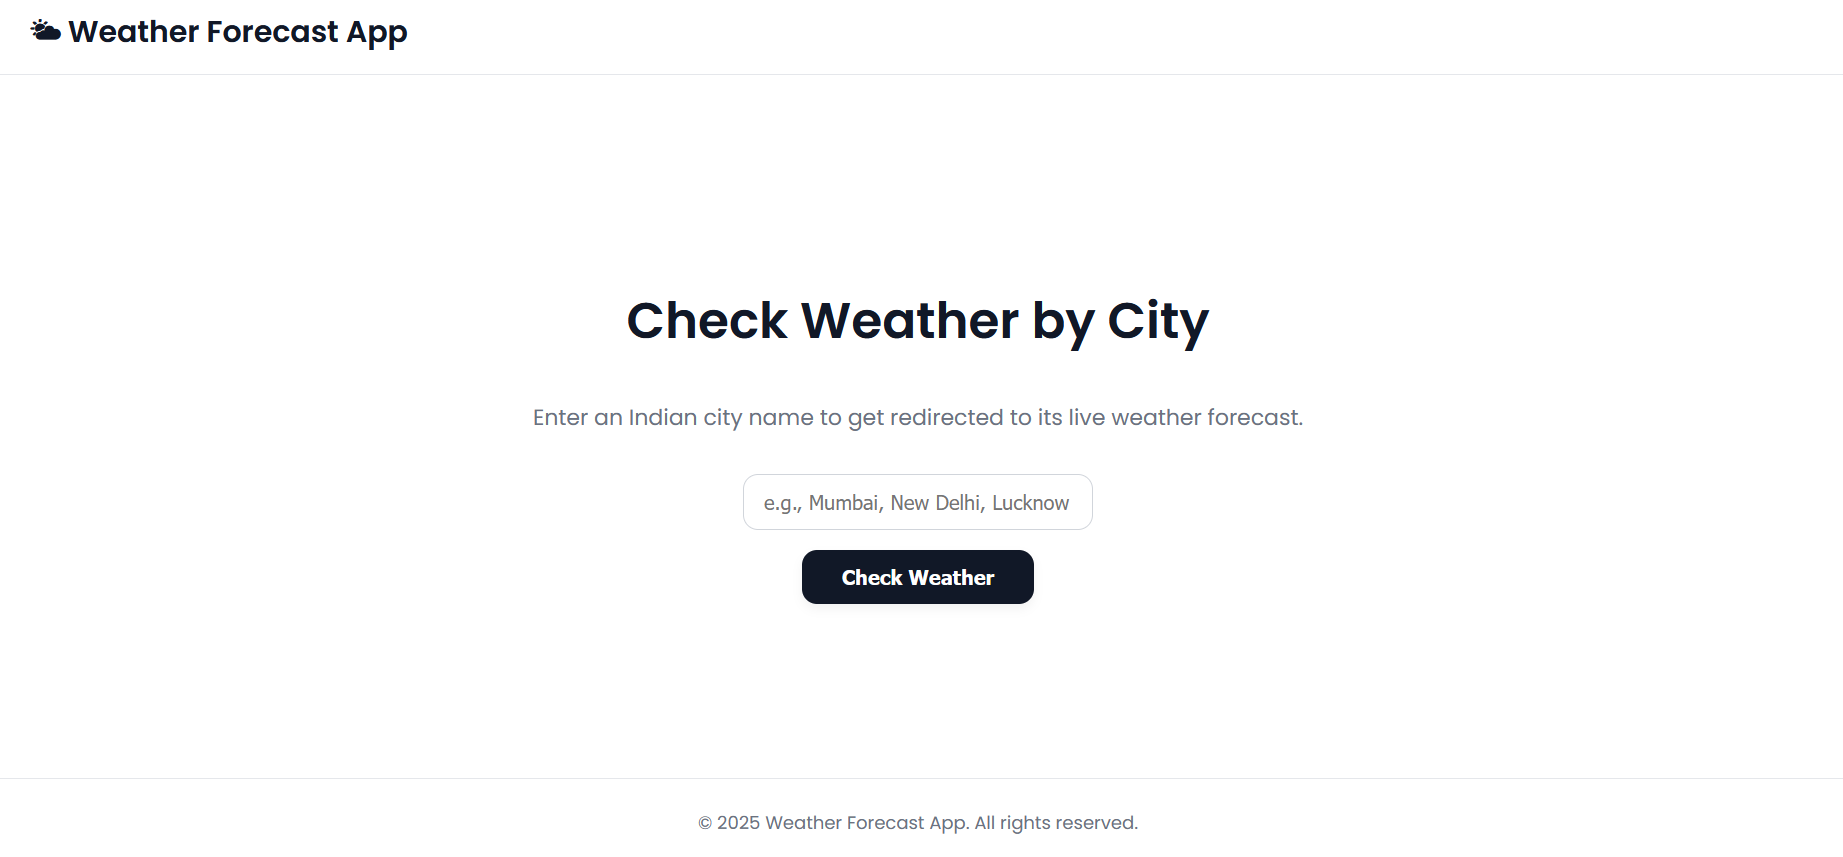 Weather Forecast App
Check Weather by City
Enter an Indian city name to get redirected to its live weather forecast.
e.g., Mumbai, New Delhi, Lucknow
Check Weather
© 2025 Weather Forecast App. All rights reserved.